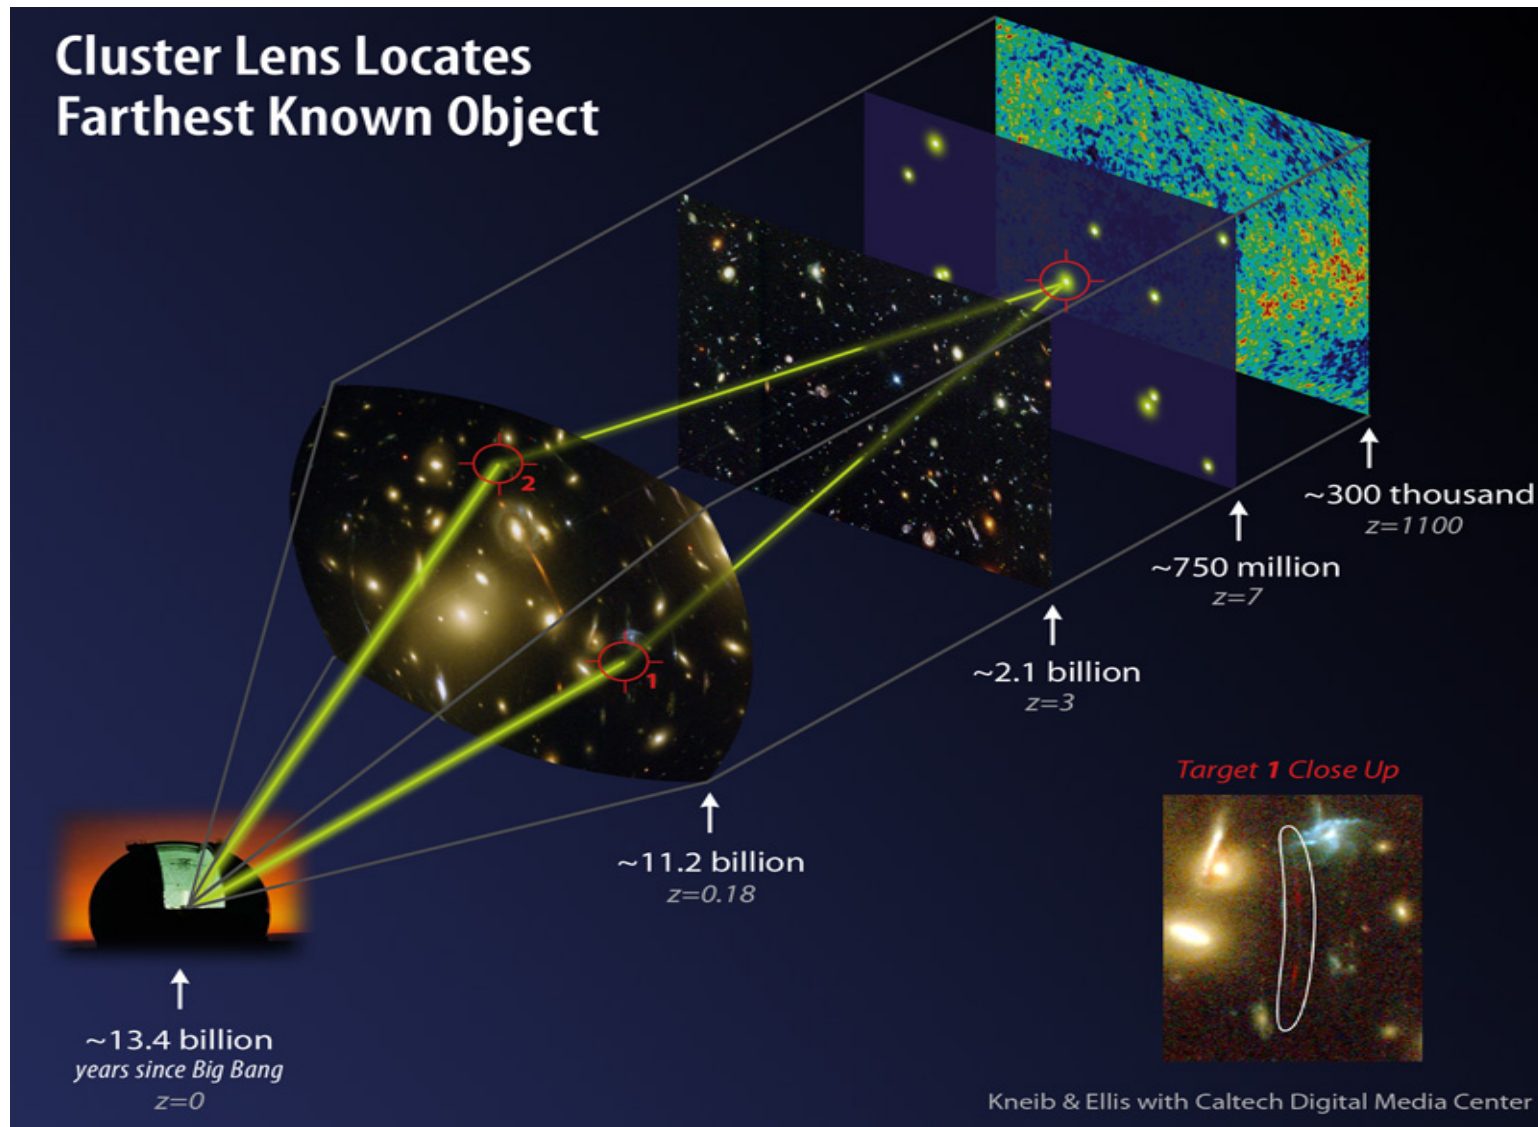 Cluster Lens Locates
Farthest Known Object
2
1
~300 thousand
z=1100
~750 million
z=7
~2.1 billion
z=3
~11.2 billion
z=0.18
~13.4 billion
years since Big Bang
z=0
Target 1 Close Up
Kneib & Ellis with Caltech Digital Media Center